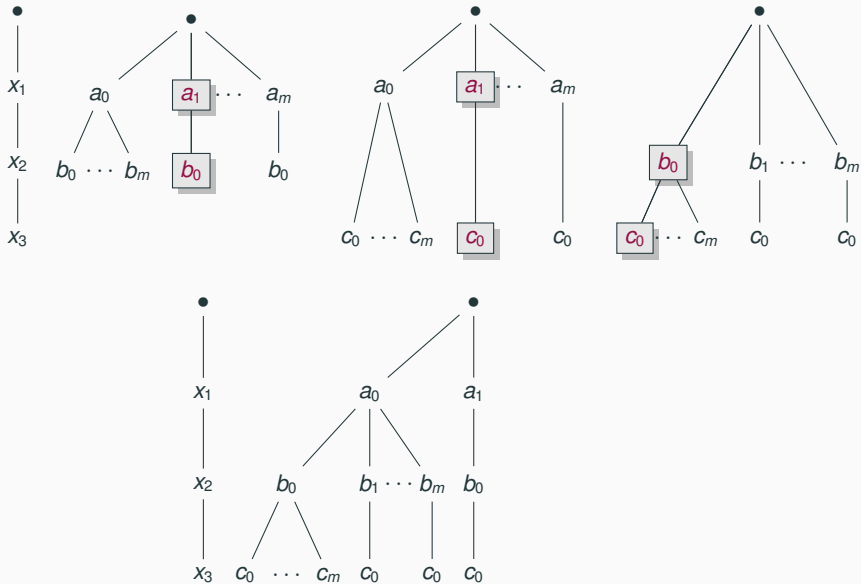 x₁ a₀ a₁ ⋯ aₘ a₀ a₁ ⋯ aₘ
x₂ b₀ ⋯ bₘ b₀ b₀ b₀ b₁ ⋯ bₘ
x₃ c₀ ⋯ cₘ c₀ c₀ c₀ ⋯ cₘ c₀ c₀
x₁ a₀ a₁
x₂ b₀ b₁ ⋯ bₘ b₀
x₃ c₀ ⋯ cₘ c₀ c₀ c₀